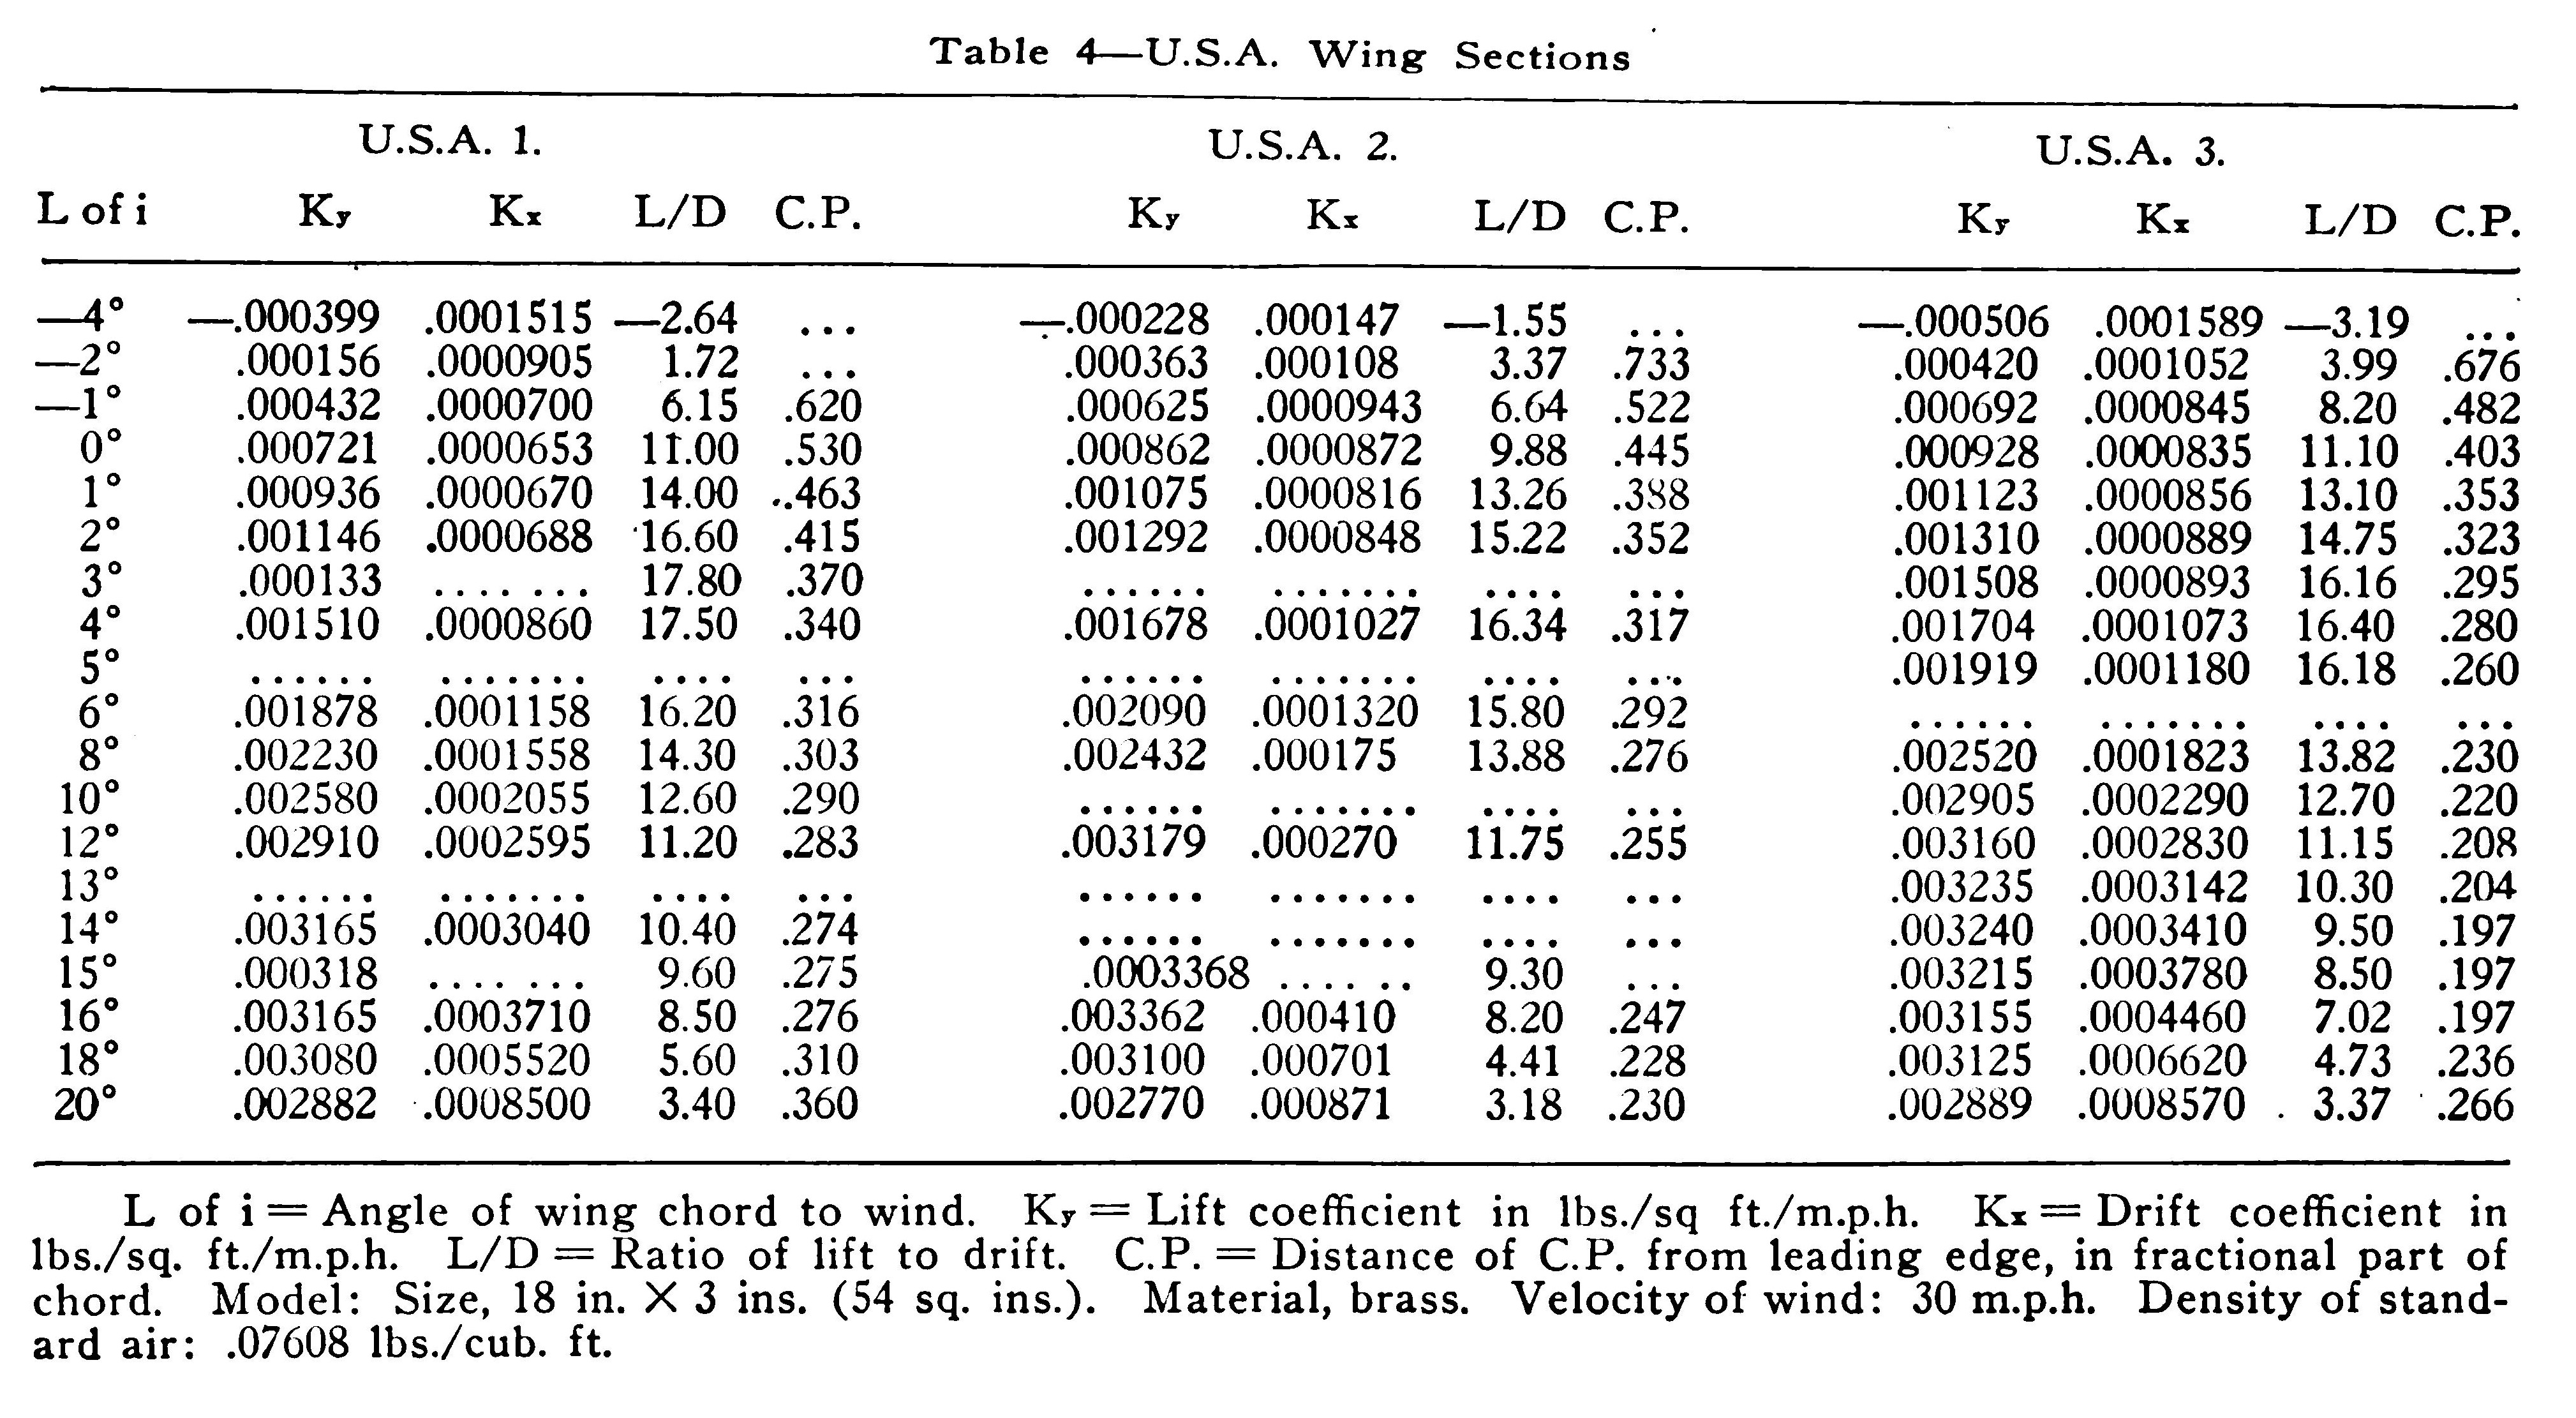 Table 4—U.S.A. Wing Sections
U.S.A. 1. U.S.A. 2. U.S.A. 3.
L of i Ky Kx L/D C.P. Ky Kx L/D C.P. Ky Kx L/D C.P.
—4° —.000399 .0001515 —2.64 ... —.000228 .000147 —1.55 ... —.000506 .0001589 —3.19 ...
—2° .000156 .0000905 1.72 ... .000363 .000108 3.37 .733 .000420 .0001052 3.99 .676
—1° .000432 .0000700 6.15 .620 .000625 .0000943 6.64 .522 .000692 .0000845 8.20 .482
0° .000721 .0000653 11.00 .530 .000862 .0000872 9.88 .445 .000928 .0000835 11.10 .403
1° .000936 .0000670 14.00 .463 .001075 .0000816 13.26 .388 .001123 .0000856 13.10 .353
2° .001146 .0000688 16.60 .415 .001292 .0000848 15.22 .352 .001310 .0000889 14.75 .323
3° .000133 ....... 17.80 .370 ...... ....... .... ... .001508 .0000893 16.16 .295
4° .001510 .0000860 17.50 .340 .001678 .0001027 16.34 .317 .001704 .0001073 16.40 .280
5° ...... ....... .... ... ...... ....... .... ... .001919 .0001180 16.18 .260
6° .001878 .0001158 16.20 .316 .002090 .0001320 15.80 .292 ...... ....... .... ...
8° .002230 .0001558 14.30 .303 .002432 .000175 13.88 .276 .002520 .0001823 13.82 .230
10° .002580 .0002055 12.60 .290 ...... ....... .... ... .002905 .0002290 12.70 .220
12° .002910 .0002595 11.20 .283 .003179 .000270 11.75 .255 .003160 .0002830 11.15 .208
13° ...... ....... .... ... ...... ....... .... ... .003235 .0003142 10.30 .204
14° .003165 .0003040 10.40 .274 ...... ....... .... ... .003240 .0003410 9.50 .197
15° .000318 ....... 9.60 .275 .0003368 ...... 9.30 ... .003215 .0003780 8.50 .197
16° .003165 .0003710 8.50 .276 .003362 .000410 8.20 .247 .003155 .0004460 7.02 .197
18° .003080 .0005520 5.60 .310 .003100 .000701 4.41 .228 .003125 .0006620 4.73 .236
20° .002882 .0008500 3.40 .360 .002770 .000871 3.18 .230 .002889 .0008570 3.37 .266
L of i = Angle of wing chord to wind. Ky = Lift coefficient in lbs./sq ft./m.p.h. Kx = Drift coefficient in
lbs./sq. ft./m.p.h. L/D = Ratio of lift to drift. C.P. = Distance of C.P. from leading edge, in fractional part of
chord. Model: Size, 18 in. X 3 ins. (54 sq. ins.). Material, brass. Velocity of wind: 30 m.p.h. Density of stand-
ard air: .07608 lbs./cub. ft.